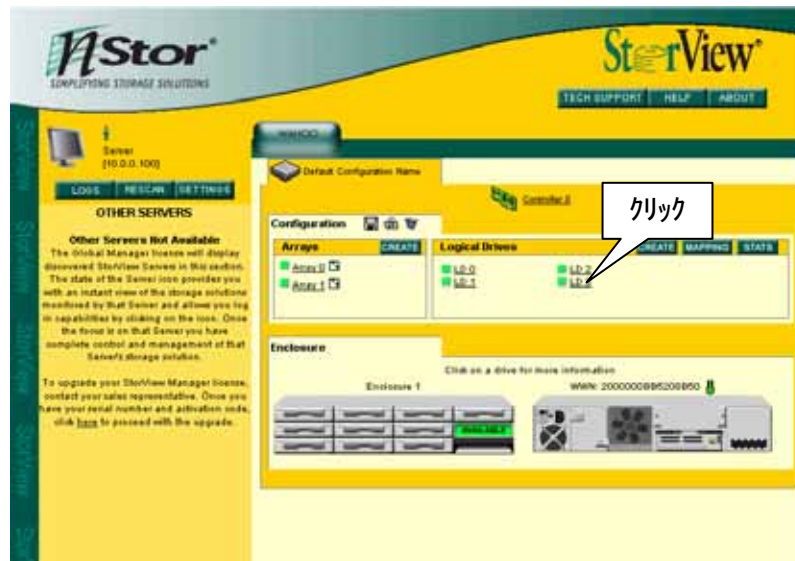 nStor
SIMPLIFYING STORAGE SOLUTIONS
StorView
TECH SUPPORT HELP ABOUT
Server
[10.0.0.100]
LOGS RESCAN SETTINGS
OTHER SERVERS
Other Servers Not Available
The Global Manager license will display
discovered StorView Servers in this section.
The state of the Server icon provides you
with an instant view of the storage solutions
monitored by that Server and allows you log
in capabilities by clicking on the icon. Once
the focus is on that Server you have
complete control and management of that
Server's storage solution.
To upgrade your StorView Manager license,
contact your sales representative. Once you
have your serial number and activation code,
click here to proceed with the upgrade.
Default Configuration Name
Controller 0
クリック
Configuration
Arrays CREATE
Array 0
Array 1
Logical Drives CREATE MAPPING STATS
LD 0 LD 2
LD 1 LD
Enclosure
Click on a drive for more information
Enclosure 1
AVAILABLE
StorView